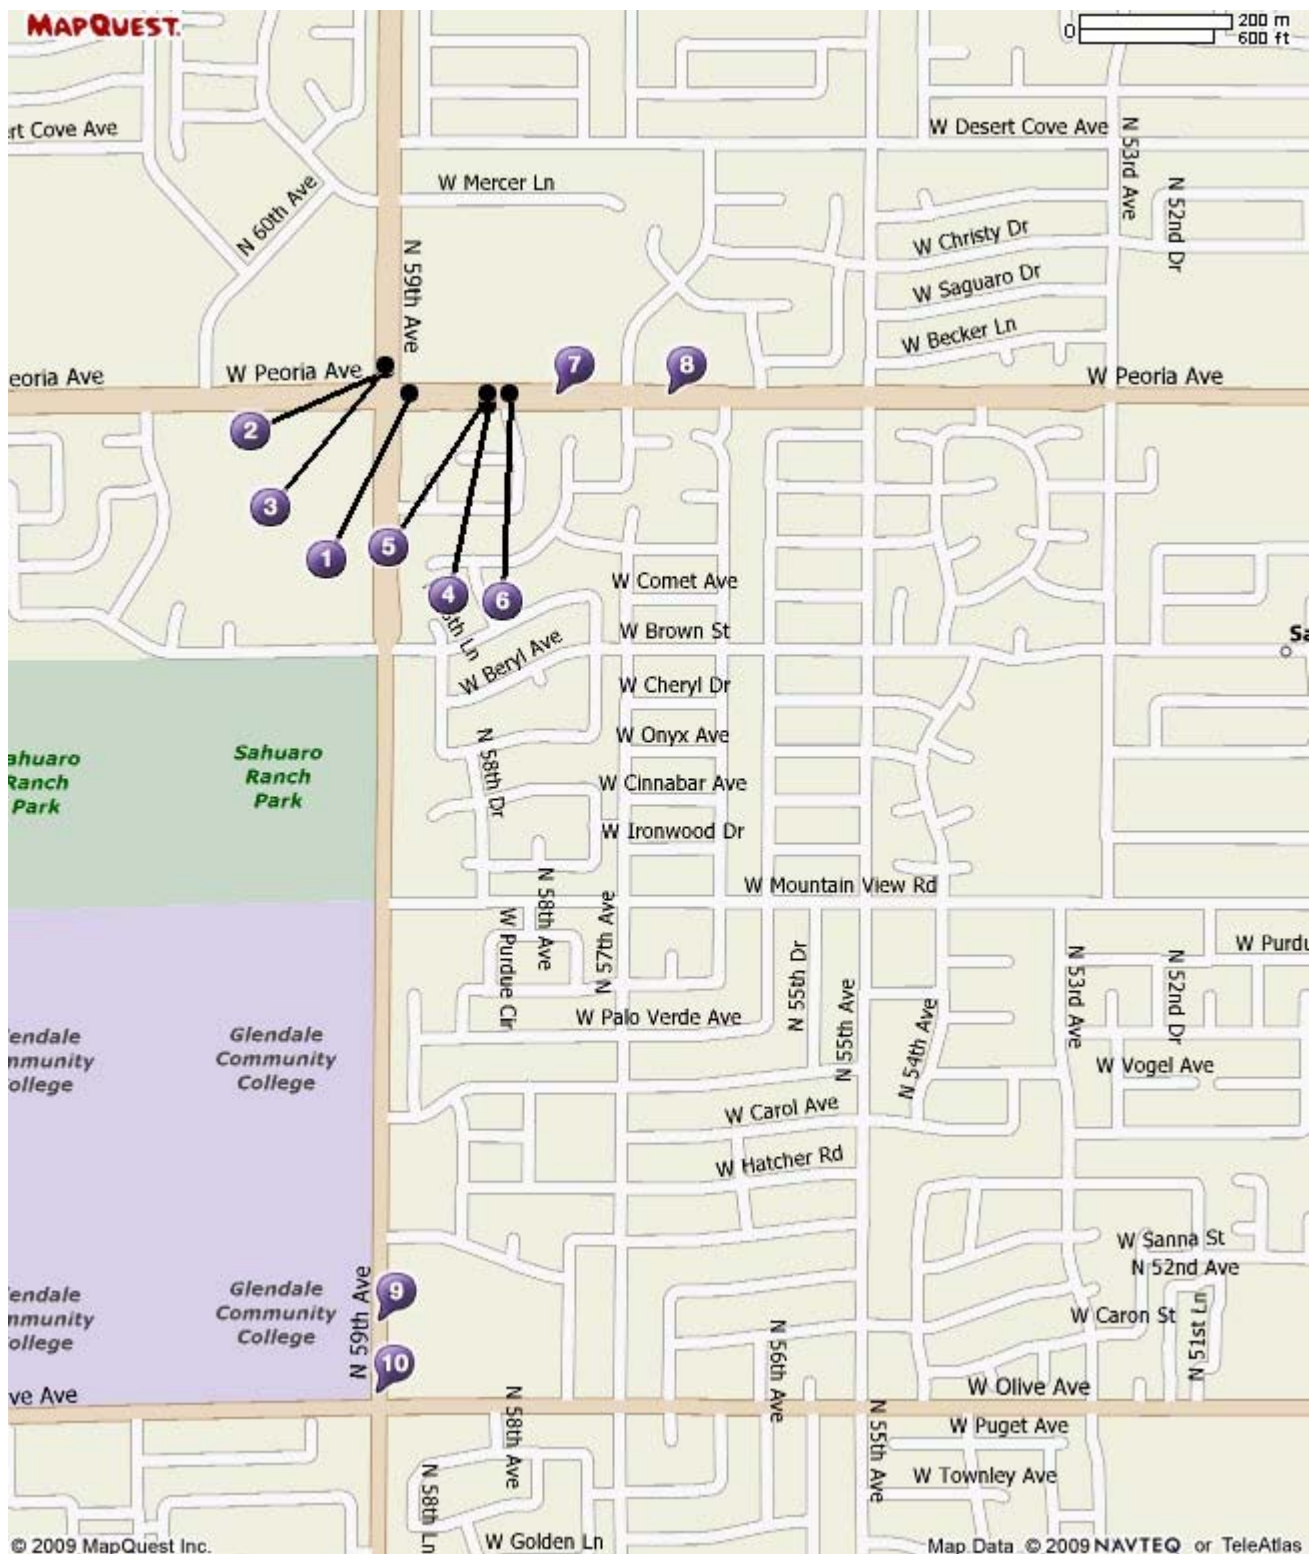 MAPQUEST.
0
200 m
600 ft
rt Cove Ave
W Desert Cove Ave
N 53rd Ave
W Mercer Ln
N 60th Ave
N 52nd Dr
W Christy Dr
N 59th Ave
W Saguaro Dr
W Becker Ln
eoria Ave
W Peoria Ave
7
8
W Peoria Ave
2
3
1
5
4
6
W Comet Ave
th Ln
W Brown St
Sa
W Beryl Ave
W Cheryl Dr
W Onyx Ave
ahuaro
Ranch
Park
Sahuaro
Ranch
Park
N 58th Dr
W Cinnabar Ave
W Ironwood Dr
W Mountain View Rd
N 58th Ave
W Purdue Cir
N 57th Ave
N 55th Dr
N 53rd Ave
N 52nd Dr
W Purdu
W Palo Verde Ave
N 55th Ave
N 54th Ave
endale
mmunity
ollege
Glendale
Community
College
W Vogel Ave
W Carol Ave
W Hatcher Rd
W Sanna St
N 52nd Ave
endale
mmunity
ollege
Glendale
Community
College
N 59th Ave
9
W Caron St
N 51st Ln
10
N 56th Ave
ve Ave
W Olive Ave
N 58th Ave
N 55th Ave
W Puget Ave
W Townley Ave
N 58th Ln
W Golden Ln
© 2009 MapQuest Inc.
Map Data © 2009 NAVTEQ or TeleAtlas